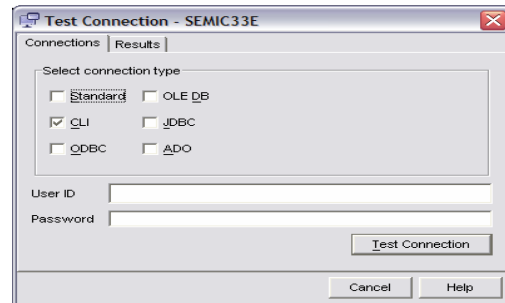 Test Connection - SEMIC33E
Connections Results
Select connection type
Standard OLE DB
CLI JDBC
ODBC ADO
User ID
Password
Test Connection
Cancel Help